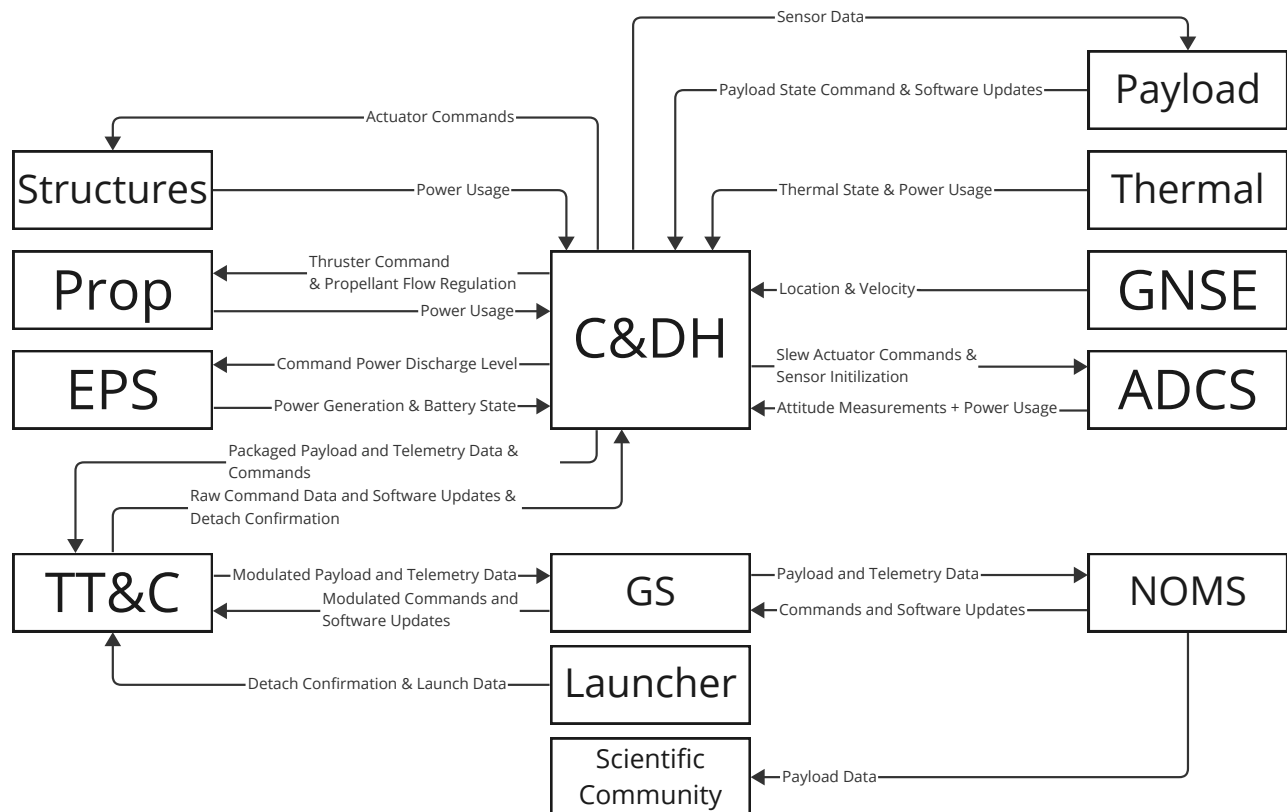 Sensor Data
Payload
Payload State Command & Software Updates
Actuator Commands
Structures
Power Usage
Thermal State & Power Usage
Thermal
Prop
Thruster Command
& Propellant Flow Regulation
Power Usage
C&DH
Location & Velocity
GNSE
EPS
Command Power Discharge Level
Power Generation & Battery State
Slew Actuator Commands &
Sensor Initilization
Attitude Measurements + Power Usage
ADCS
Packaged Payload and Telemetry Data &
Commands
Raw Command Data and Software Updates &
Detach Confirmation
TT&C
Modulated Payload and Telemetry Data
Modulated Commands and
Software Updates
GS
Payload and Telemetry Data
Commands and Software Updates
NOMS
Detach Confirmation & Launch Data
Launcher
Scientific
Community
Payload Data